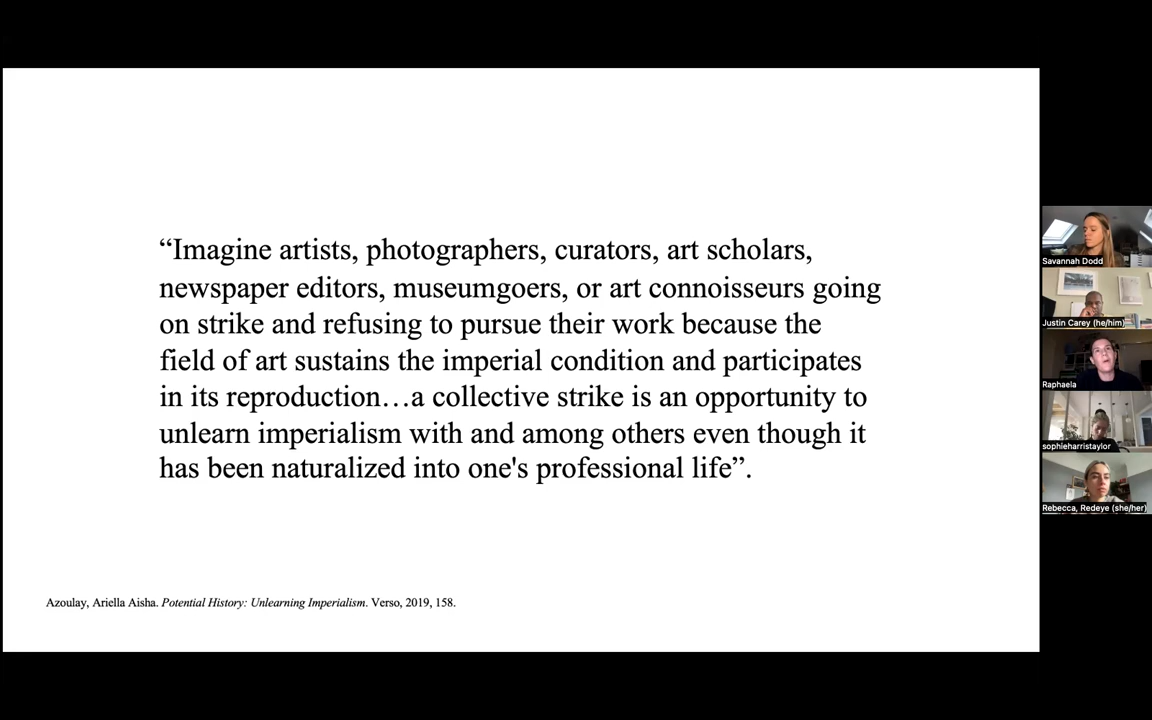 “Imagine artists, photographers, curators, art scholars,
newspaper editors, museumgoers, or art connoisseurs going
on strike and refusing to pursue their work because the
field of art sustains the imperial condition and participates
in its reproduction…a collective strike is an opportunity to
unlearn imperialism with and among others even though it
has been naturalized into one's professional life”.
Azoulay, Ariella Aisha. Potential History: Unlearning Imperialism. Verso, 2019, 158.
Savannah Dodd
Justin Carey (he/him)
Raphaela
sophieharristaylor
Rebecca, Redeye (she/her)